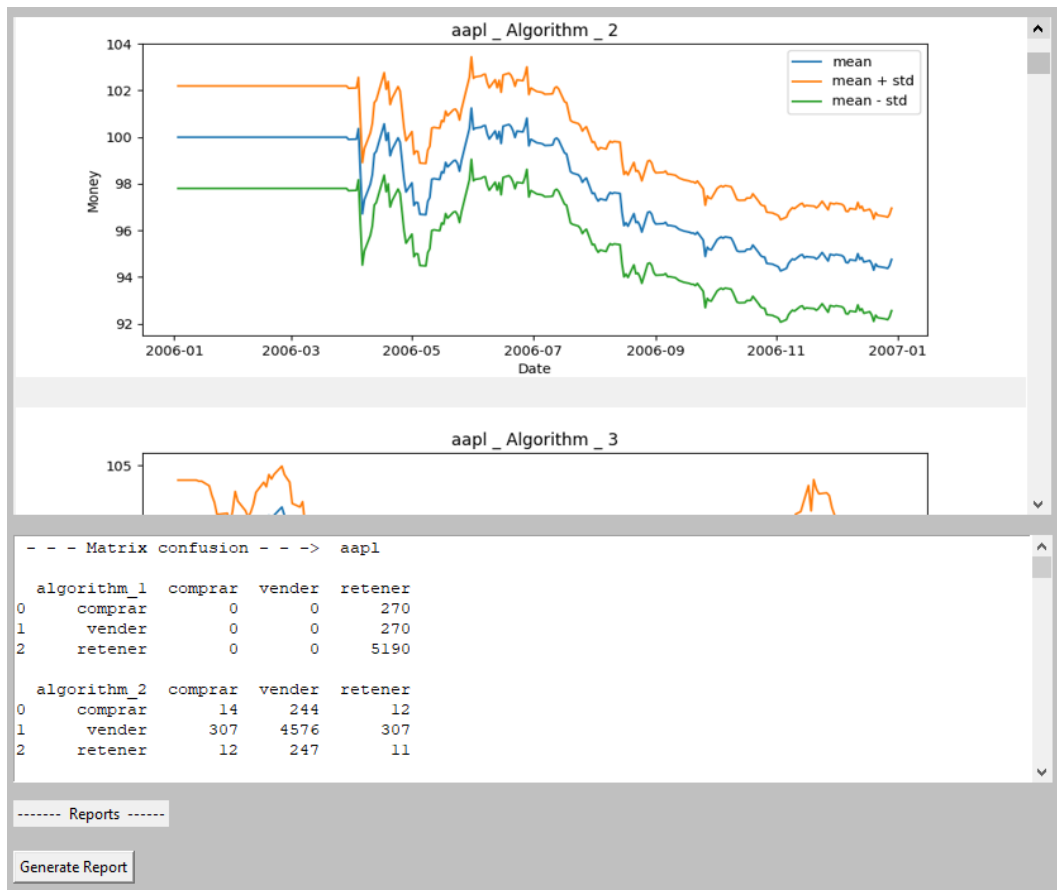 aapl _ Algorithm _ 2
104
102
100
98
96
94
92
Money
mean
mean + std
mean - std
2006-01 2006-03 2006-05 2006-07 2006-09 2006-11 2007-01
Date
aapl _ Algorithm _ 3
105
- - - Matrix confusion - - -> aapl
algorithm_1 comprar vender retener
0 comprar 0 0 270
1 vender 0 0 270
2 retener 0 0 5190
algorithm_2 comprar vender retener
0 comprar 14 244 12
1 vender 307 4576 307
2 retener 12 247 11
------- Reports ------
Generate Report